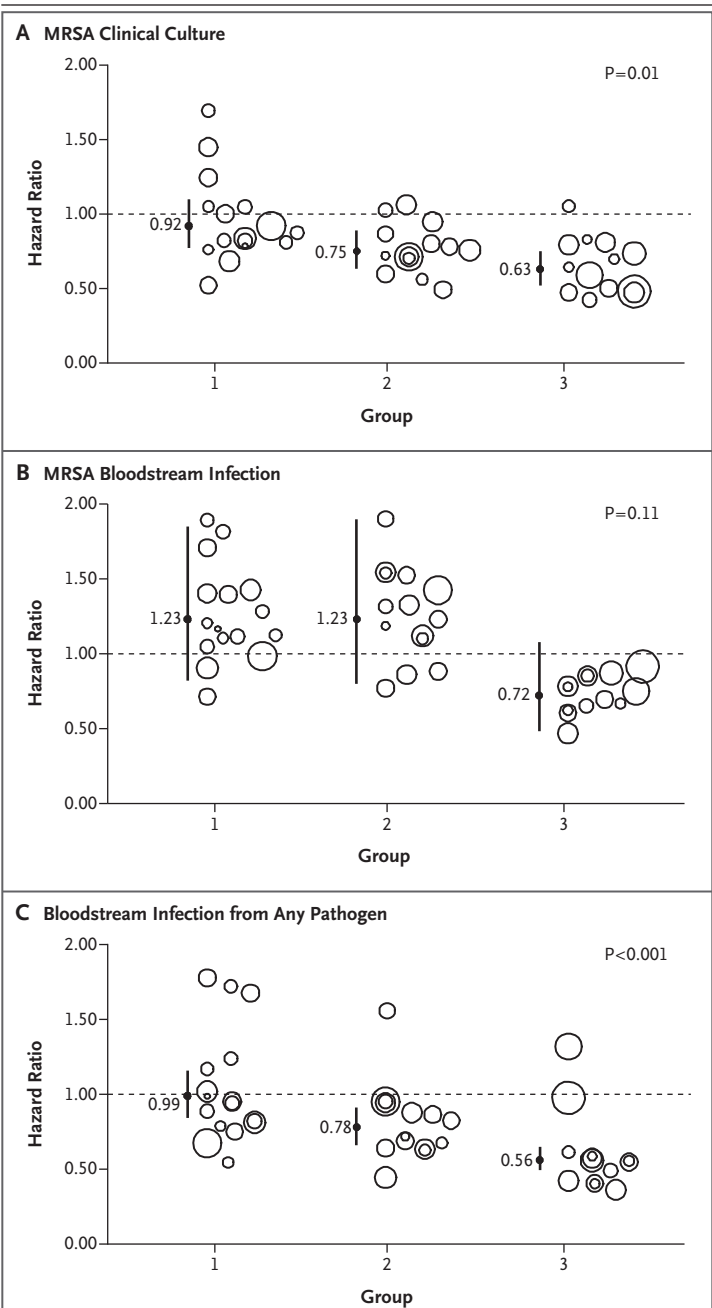 A MRSA Clinical Culture
2.00
P=0.01
1.50
Hazard Ratio
1.00
0.92
0.75
0.63
0.50
0.00
1 2 3
Group
B MRSA Bloodstream Infection
2.00
P=0.11
1.50
Hazard Ratio
1.23
1.23
1.00
0.72
0.50
0.00
1 2 3
Group
C Bloodstream Infection from Any Pathogen
2.00
P<0.001
1.50
Hazard Ratio
1.00
0.99
0.78
0.56
0.50
0.00
1 2 3
Group